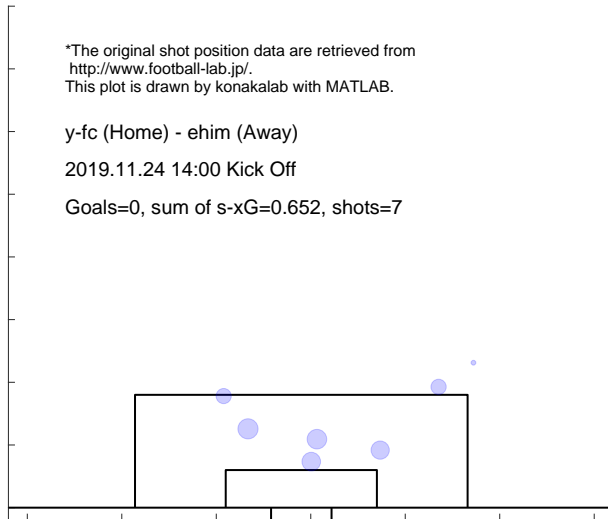 *The original shot position data are retrieved from
http://www.football-lab.jp/.
This plot is drawn by konakalab with MATLAB.
y-fc (Home) - ehim (Away)
2019.11.24 14:00 Kick Off
Goals=0, sum of s-xG=0.652, shots=7